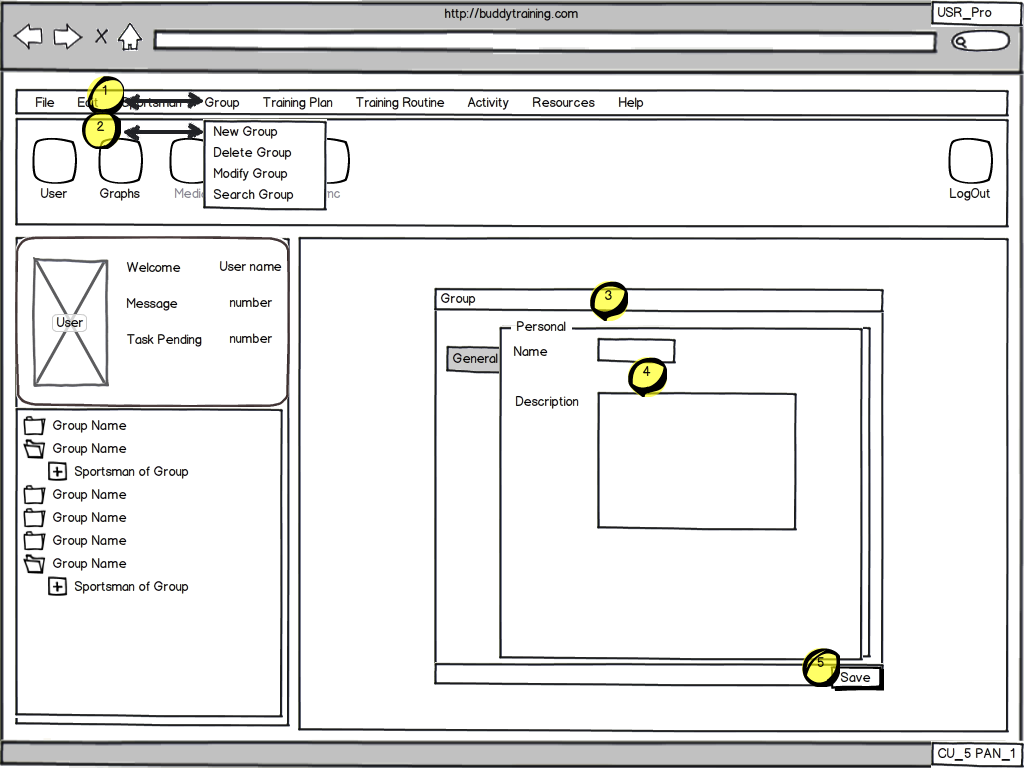 http://buddytraining.com
USR_Pro
1
File Edit Sportsman Group Training Plan Training Routine Activity Resources Help
2
New Group
Delete Group
Modify Group
Search Group
User Graphs Media nc LogOut
Welcome User name
Message number
User
Task Pending number
3
Group
Personal
General
Name
4
Description
Group Name
Group Name
Sportsman of Group
Group Name
Group Name
Group Name
Group Name
Sportsman of Group
5
Save
CU_5 PAN_1